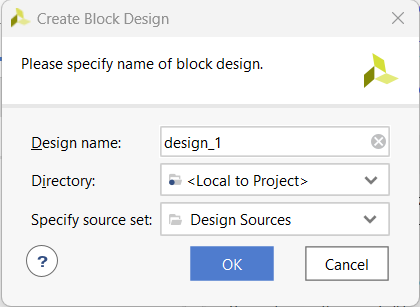 Create Block Design
Please specify name of block design.
Design name: design_1
Directory: <Local to Project>
Specify source set: Design Sources
? OK Cancel